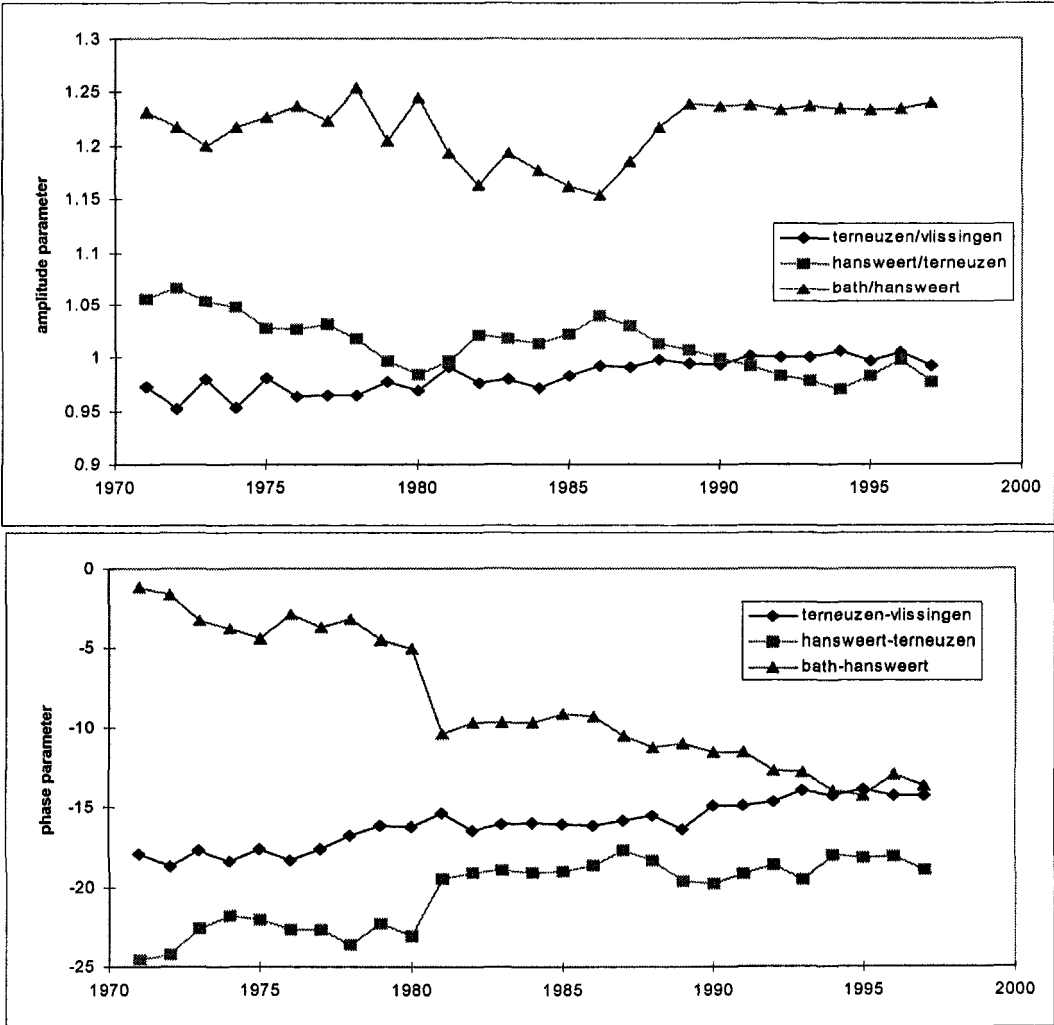 1.3
1.25
1.2
1.15
1.1
1.05
1
0.95
0.9
amplitude parameter
terneuzen/vlissingen
hansweert/terneuzen
bath/hansweert
1970 1975 1980 1985 1990 1995 2000
0
-5
-10
-15
-20
-25
phase parameter
terneuzen-vlissingen
hansweert-terneuzen
bath-hansweert
1970 1975 1980 1985 1990 1995 2000